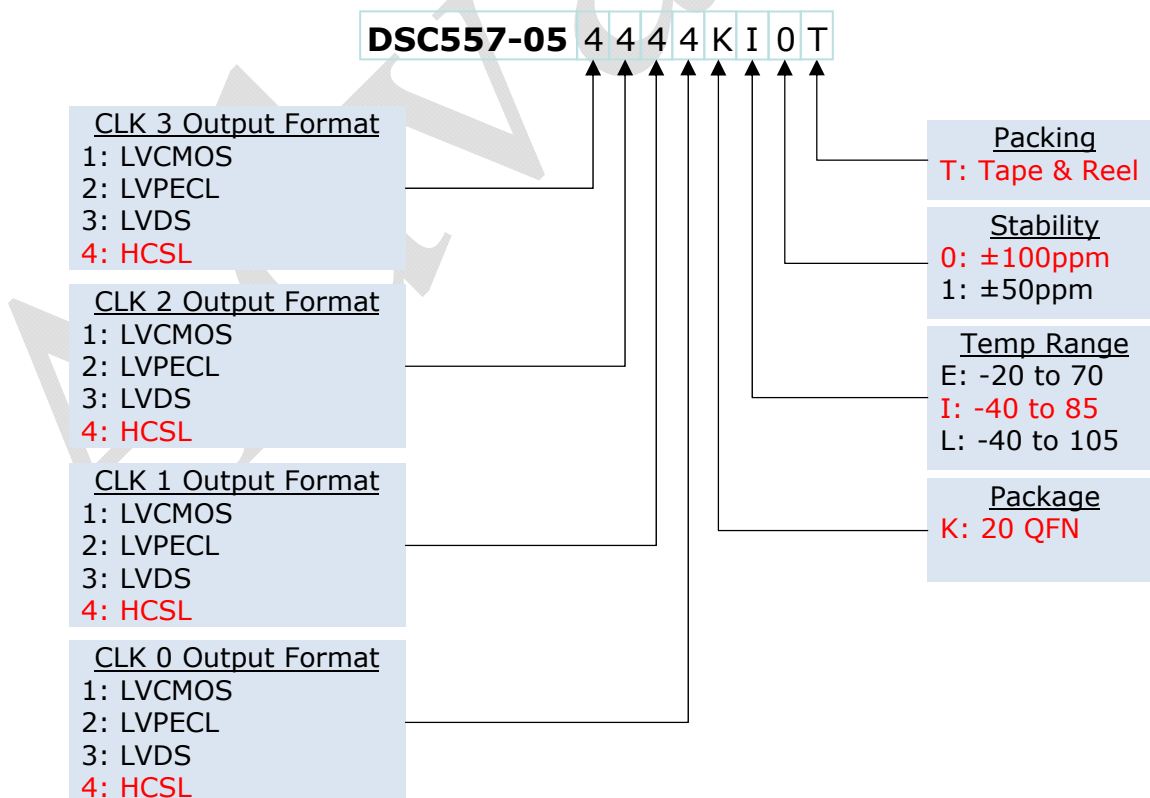 DSC557-05 4 4 4 4 K I 0 T
CLK 3 Output Format
1: LVCMOS
2: LVPECL
3: LVDS
4: HCSL
CLK 2 Output Format
1: LVCMOS
2: LVPECL
3: LVDS
4: HCSL
CLK 1 Output Format
1: LVCMOS
2: LVPECL
3: LVDS
4: HCSL
CLK 0 Output Format
1: LVCMOS
2: LVPECL
3: LVDS
4: HCSL
Packing
T: Tape & Reel
Stability
0: ±100ppm
1: ±50ppm
Temp Range
E: -20 to 70
I: -40 to 85
L: -40 to 105
Package
K: 20 QFN